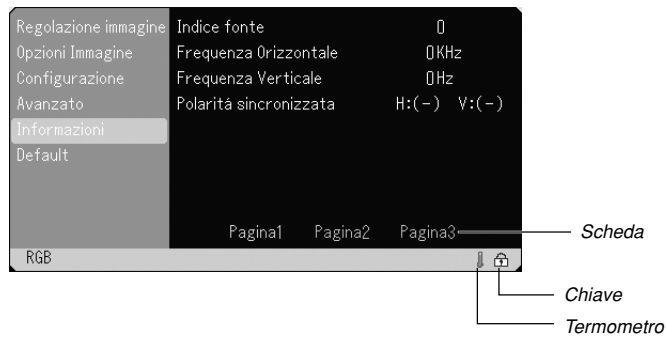 Regolazione immagine Indice fonte 0
Opzioni Immagine Frequenza Orizzontale 0KHz
Configurazione Frequenza Verticale 0Hz
Avanzato Polaritá sincronizzata H:(−) V:(−)
Informazioni
Default
Pagina1 Pagina2 Pagina3 Scheda
RGB
Chiave
Termometro